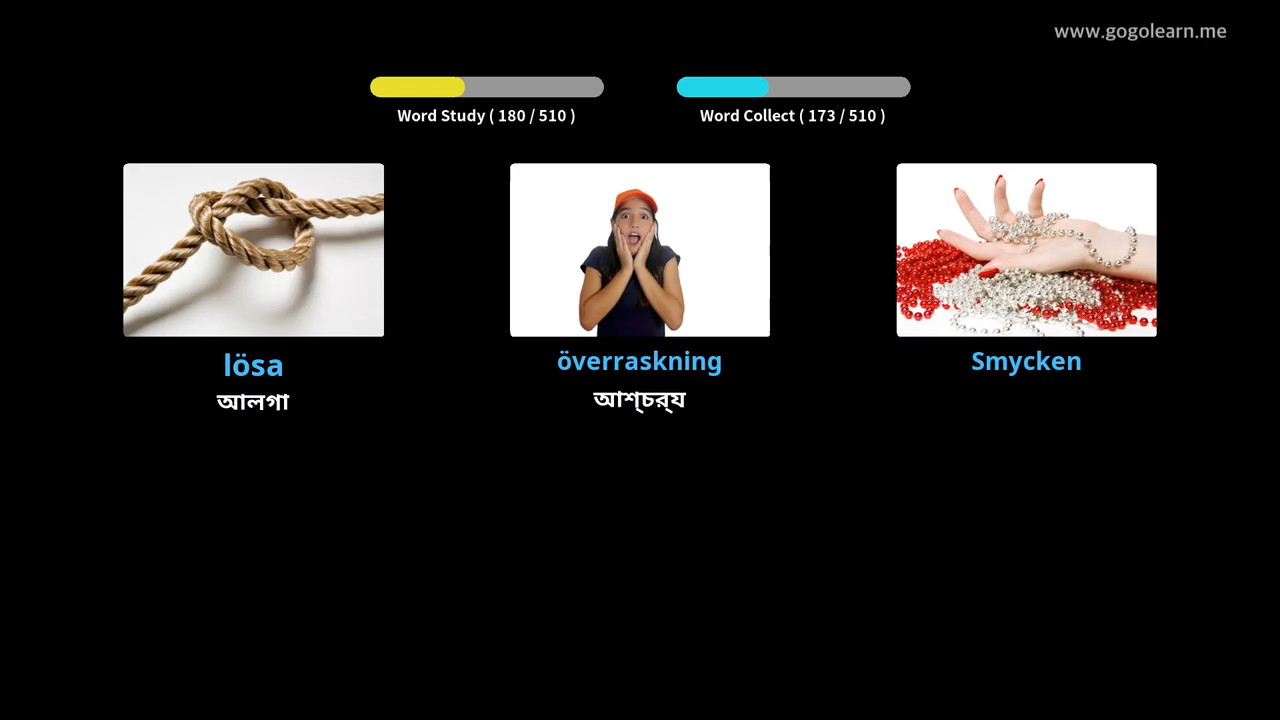 www.gogolearn.me
Word Study ( 180 / 510 )
Word Collect ( 173 / 510 )
lösa
överraskning
Smycken
আলগা
আশ্চর্য